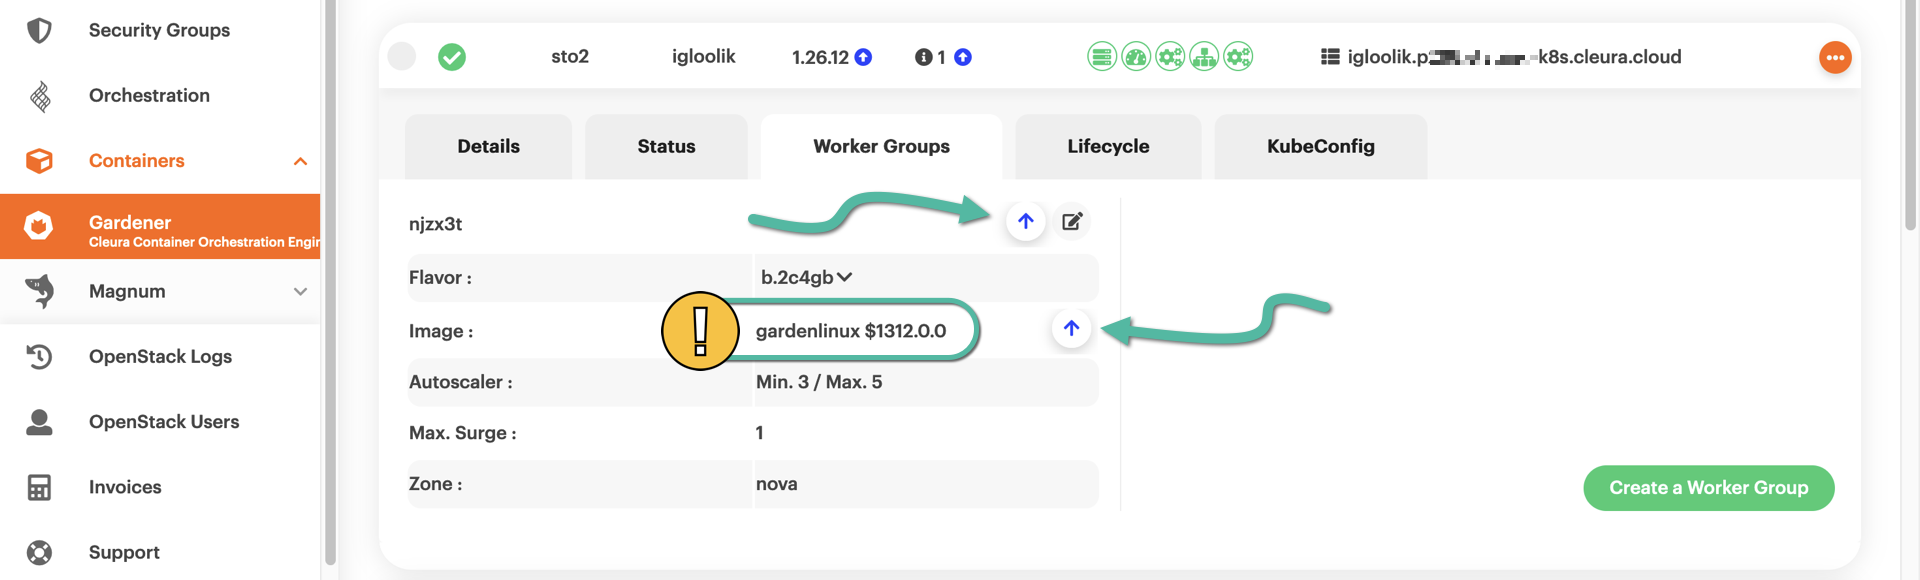 Security Groups
Orchestration
Containers
Gardener
Cleura Container Orchestration Engin
Magnum
OpenStack Logs
OpenStack Users
Invoices
Support
sto2 igloolik 1.26.12 1 igloolik.p -k8s.cleura.cloud
Details Status Worker Groups Lifecycle KubeConfig
njzx3t
Flavor : b.2c4gb
Image : gardenlinux $1312.0.0
Autoscaler : Min. 3 / Max. 5
Max. Surge : 1
Zone : nova
Create a Worker Group